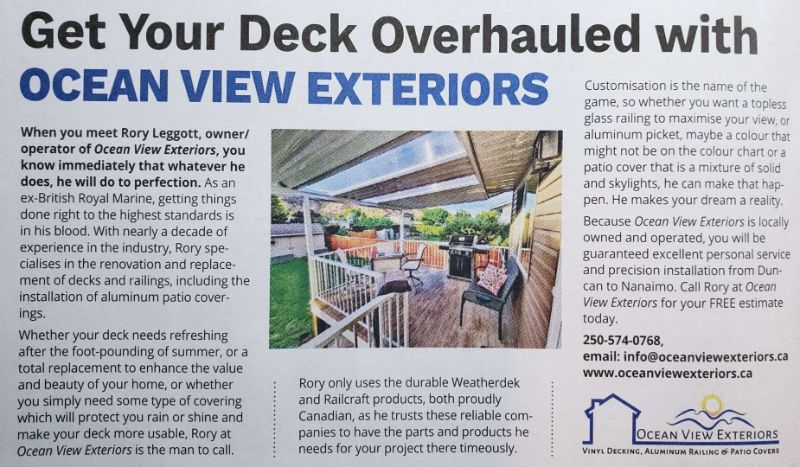 Get Your Deck Overhauled with
OCEAN VIEW EXTERIORS
When you meet Rory Leggott, owner/
operator of Ocean View Exteriors, you
know immediately that whatever he
does, he will do to perfection. As an
ex-British Royal Marine, getting things
done right to the highest standards is
in his blood. With nearly a decade of
experience in the industry, Rory spe-
cialises in the renovation and replace-
ment of decks and railings, including the
installation of aluminum patio cover-
ings.
Whether your deck needs refreshing
after the foot-pounding of summer, or a
total replacement to enhance the value
and beauty of your home, or whether
you simply need some type of covering
which will protect you rain or shine and
make your deck more usable, Rory at
Ocean View Exteriors is the man to call.
Rory only uses the durable Weatherdek
and Railcraft products, both proudly
Canadian, as he trusts these reliable com-
panies to have the parts and products he
needs for your project there timeously.
Customisation is the name of the
game, so whether you want a topless
glass railing to maximise your view, or
aluminum picket, maybe a colour that
might not be on the colour chart or a
patio cover that is a mixture of solid
and skylights, he can make that hap-
pen. He makes your dream a reality.
Because Ocean View Exteriors is locally
owned and operated, you will be
guaranteed excellent personal service
and precision installation from Dun-
can to Nanaimo. Call Rory at Ocean
View Exteriors for your FREE estimate
today.
250-574-0768,
email: info@oceanviewexteriors.ca
www.oceanviewexteriors.ca
OCEAN VIEW EXTERIORS
VINYL DECKING, ALUMINUM RAILING & PATIO COVERS